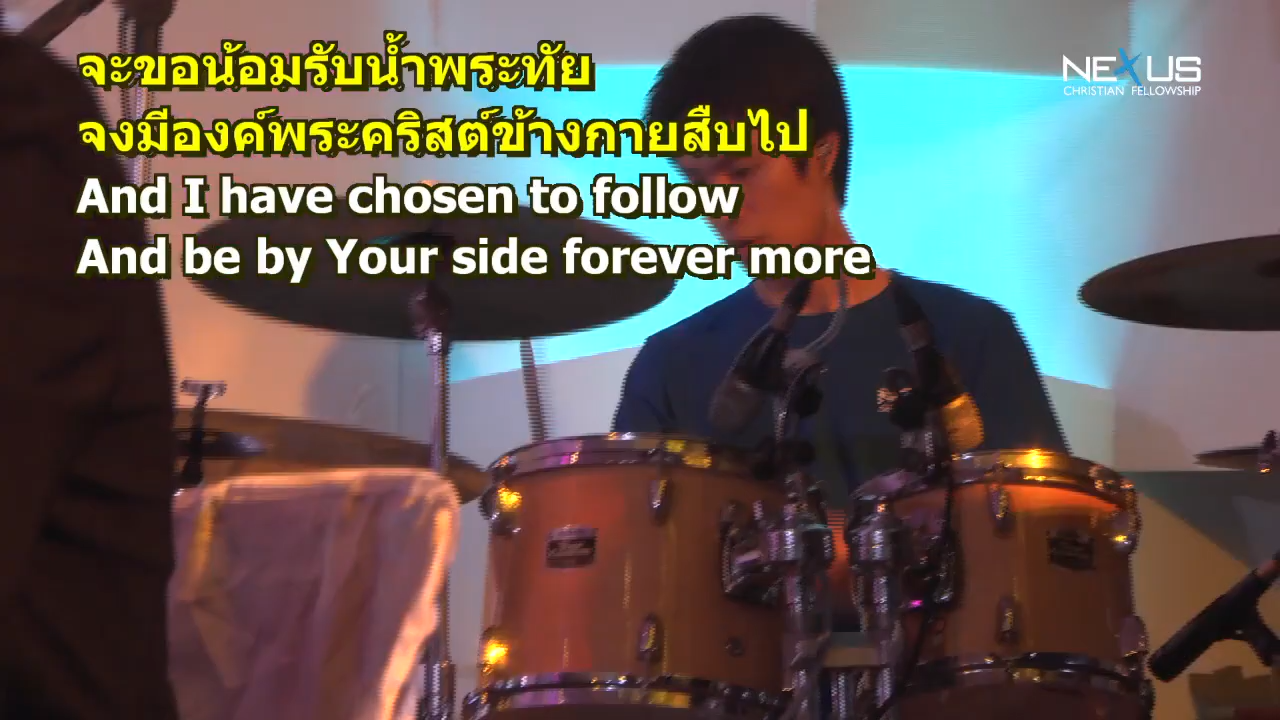 จะขอน้อมรับน้ำพระทัย
จงมีองค์พระคริสต์ข้างกายสืบไป
And I have chosen to follow
And be by Your side forever more
NEXUS
CHRISTIAN FELLOWSHIP